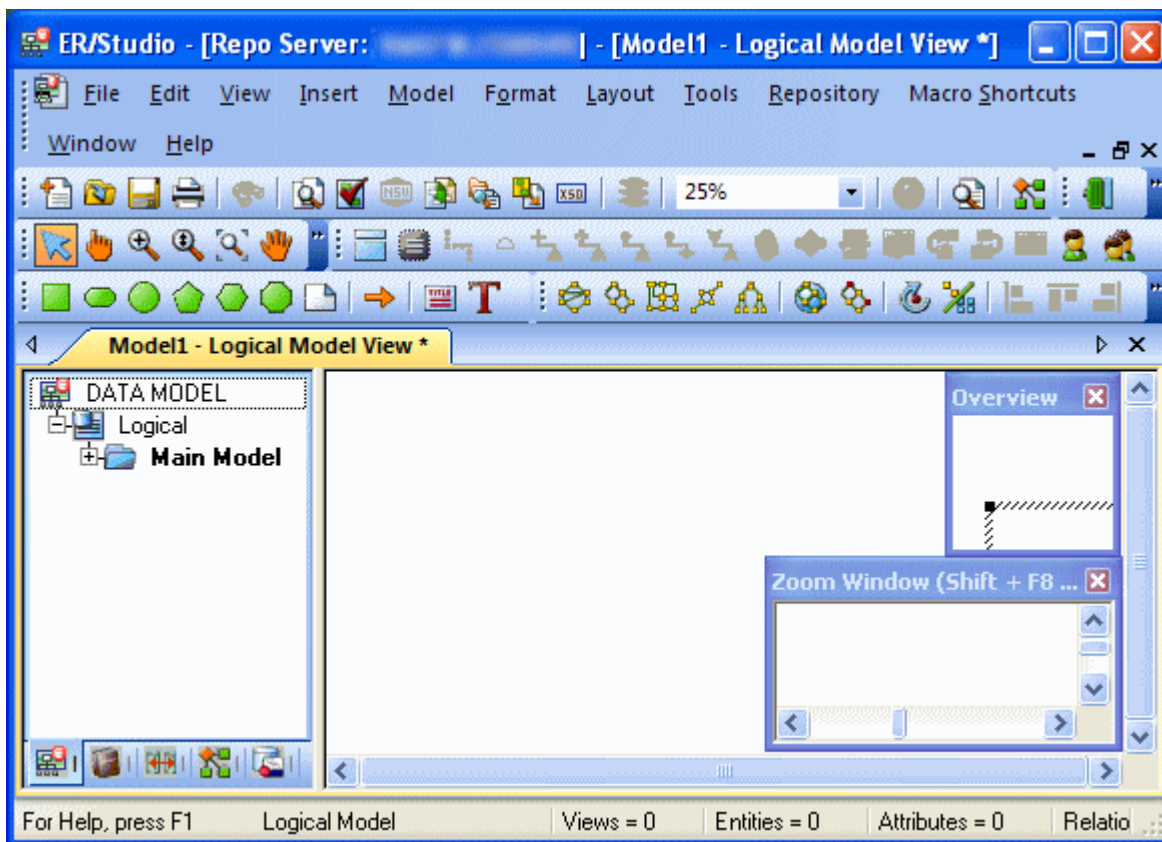 ER/Studio - [Repo Server: | - [Model1 - Logical Model View *]
File Edit View Insert Model Format Layout Tools Repository Macro Shortcuts
Window Help
NSU XSD 25%
TITLE T
Model1 - Logical Model View *
DATA MODEL
Logical
Main Model
Overview
Zoom Window (Shift + F8 ...
For Help, press F1 Logical Model Views = 0 Entities = 0 Attributes = 0 Relatio